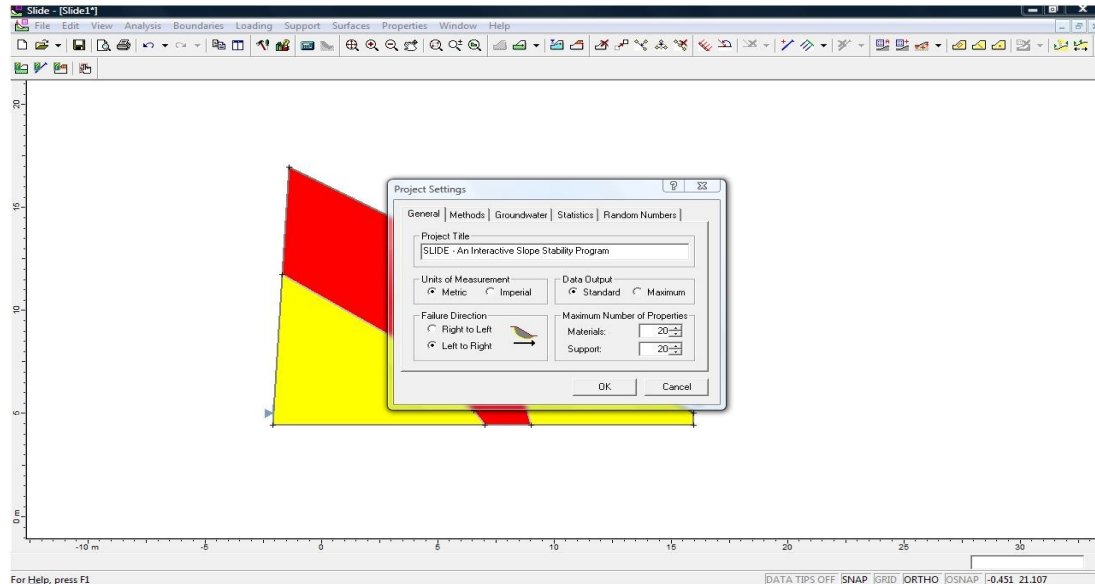 Slide - [Slide1*]
File Edit View Analysis Boundaries Loading Support Surfaces Properties Window Help
20
15
10
5
0 m
Project Settings
General Methods Groundwater Statistics Random Numbers
Project Title
SLIDE - An Interactive Slope Stability Program
Units of Measurement
Metric Imperial
Data Output
Standard Maximum
Failure Direction
Right to Left
Left to Right
Maximum Number of Properties
Materials: 20
Support: 20
OK Cancel
-10 m -5 0 5 10 15 20 25 30
For Help, press F1
DATA TIPS OFF SNAP GRID ORTHO OSNAP -0.451 21.107